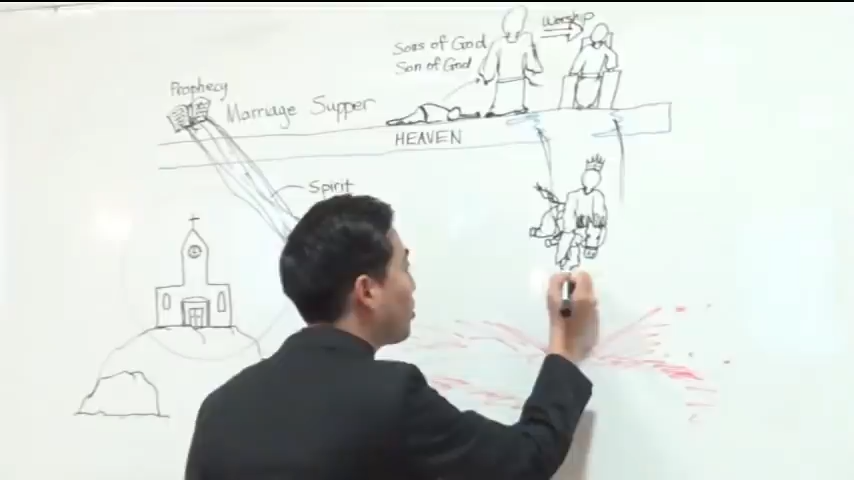 Worship
Sons of God
Son of God
Prophecy
Marriage Supper
HEAVEN
Spirit